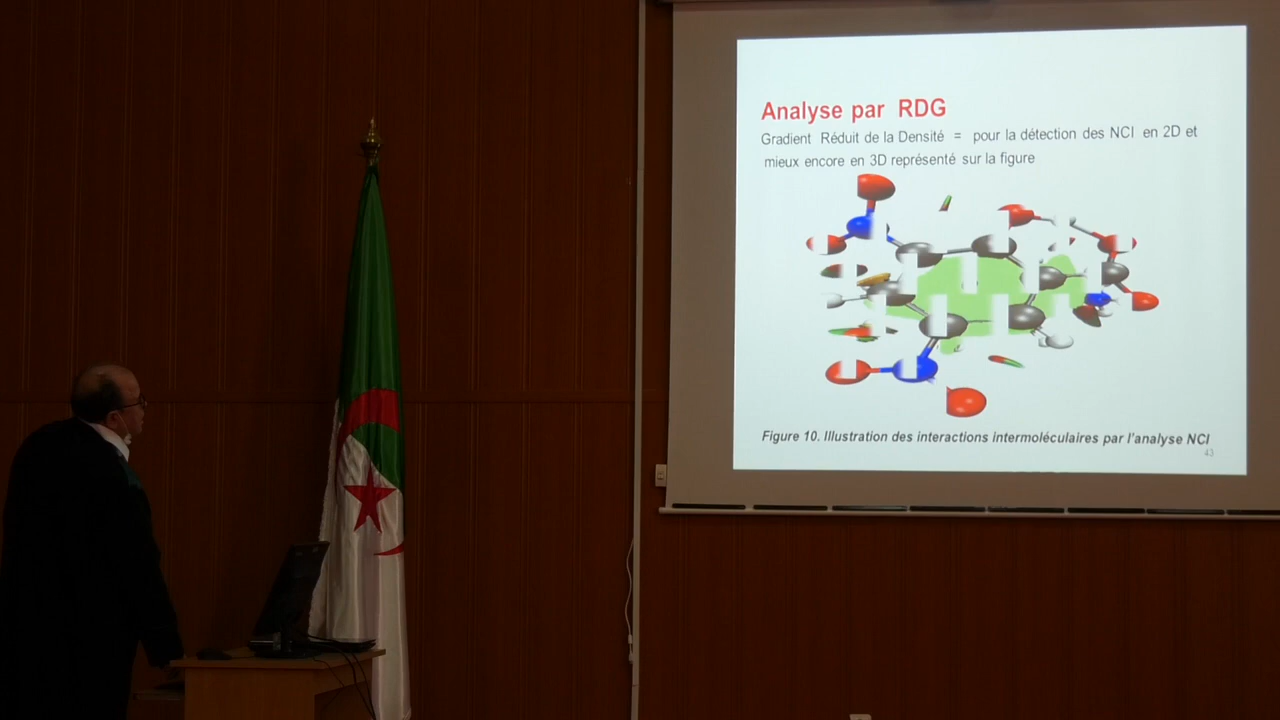 Analyse par RDG
Gradient Réduit de la Densité = pour la détection des NCI en 2D et
mieux encore en 3D représenté sur la figure
Figure 10. Illustration des interactions intermoléculaires par l'analyse NCI
43